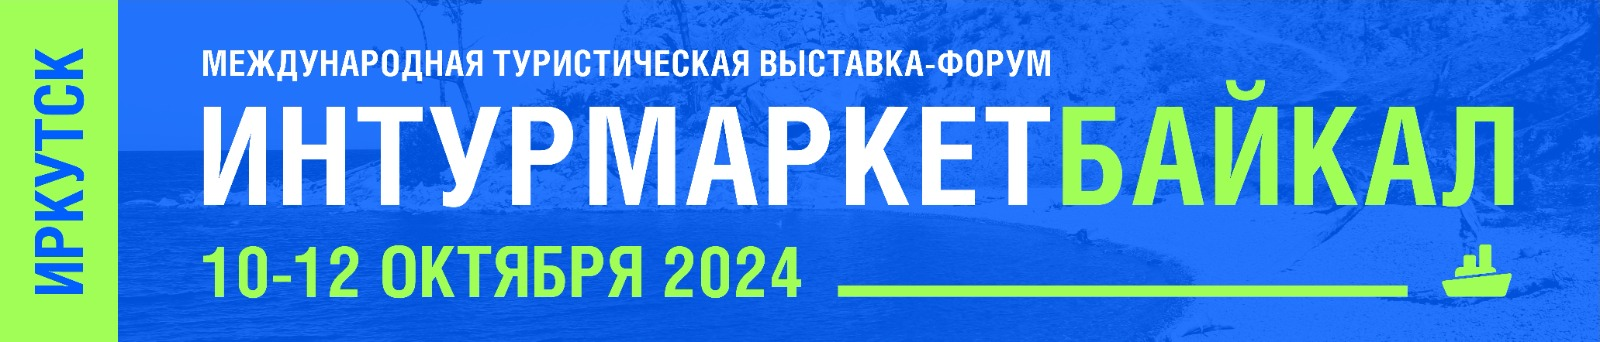 ИРКУТСК
МЕЖДУНАРОДНАЯ ТУРИСТИЧЕСКАЯ ВЫСТАВКА-ФОРУМ
ИНТУРМАРКЕТБАЙКАЛ
10-12 ОКТЯБРЯ 2024